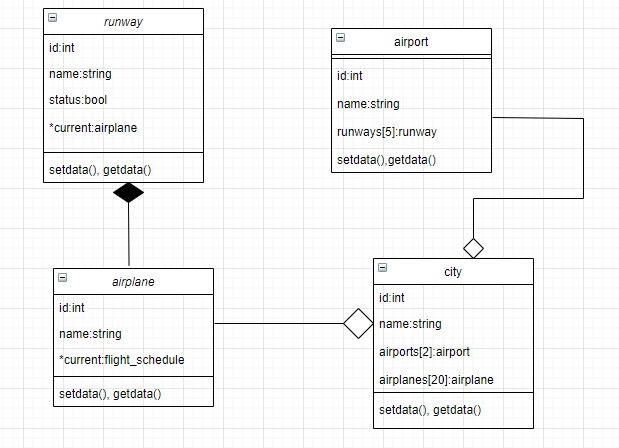 runway
id:int
name:string
status:bool
*current:airplane
setdata(), getdata()
airport
id:int
name:string
runways[5]:runway
setdata(),getdata()
airplane
id:int
name:string
*current:flight_schedule
setdata(), getdata()
city
id:int
name:string
airports[2]:airport
airplanes[20]:airplane
setdata(), getdata()